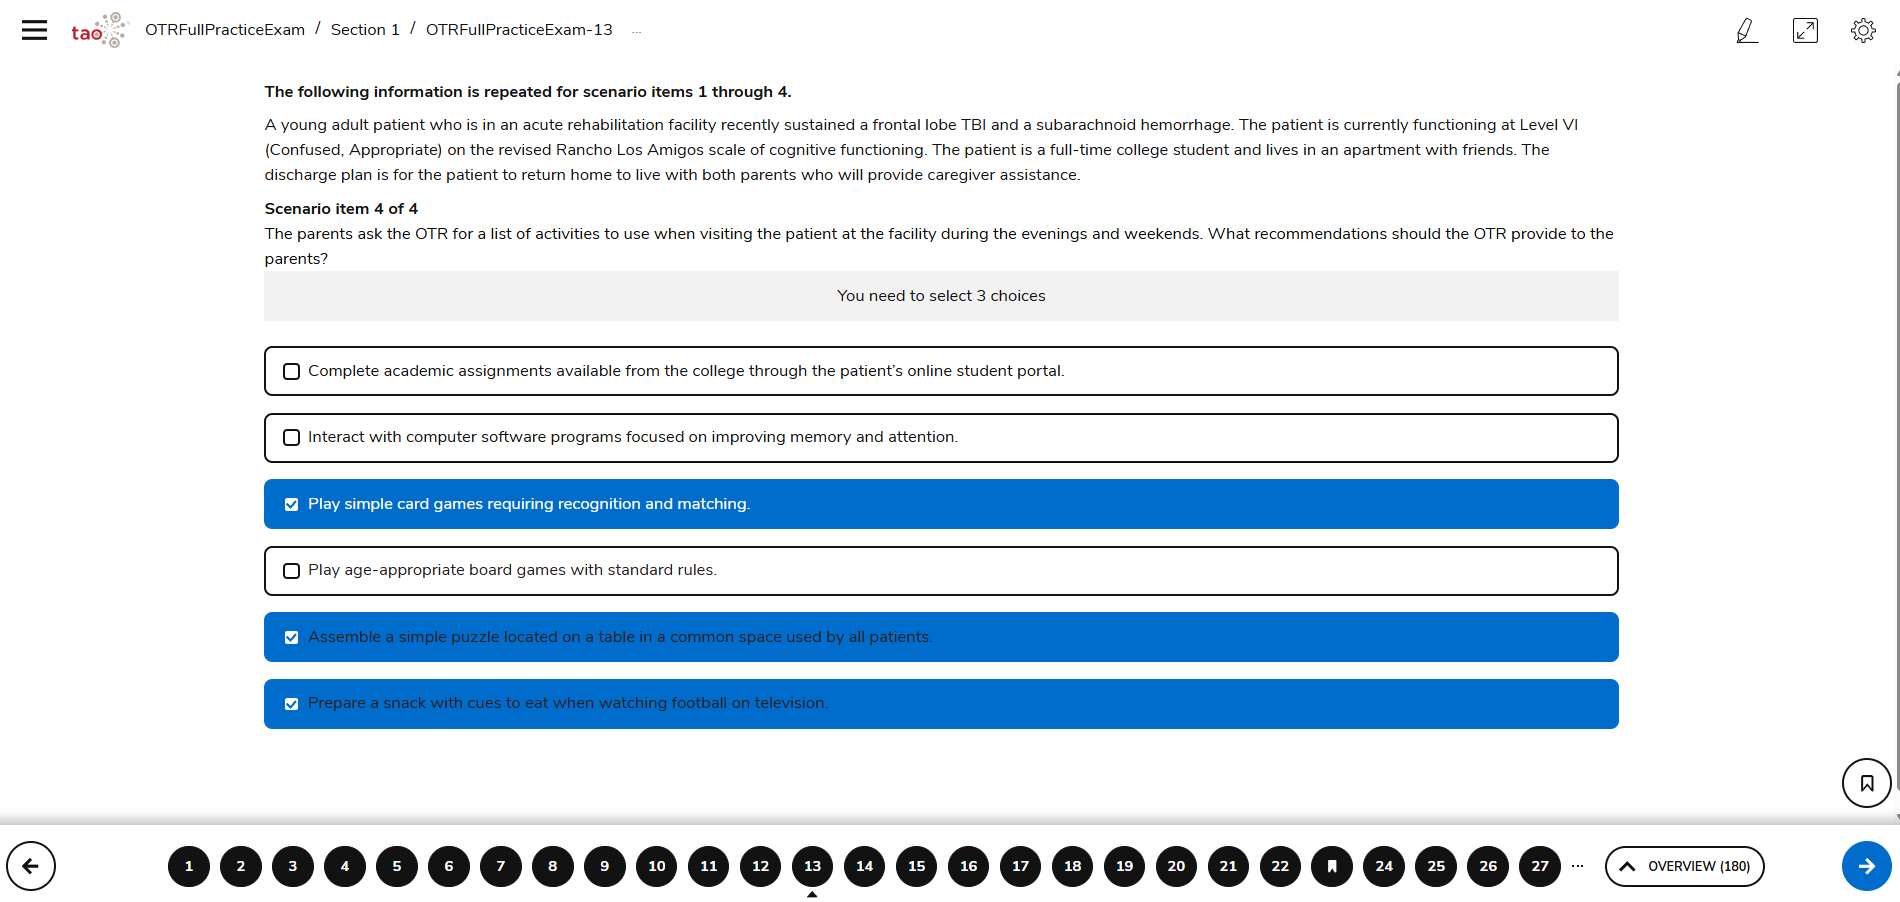 tao
OTRFullPracticeExam / Section 1 / OTRFullPracticeExam-13 ...
The following information is repeated for scenario items 1 through 4.
A young adult patient who is in an acute rehabilitation facility recently sustained a frontal lobe TBI and a subarachnoid hemorrhage. The patient is currently functioning at Level VI
(Confused, Appropriate) on the revised Rancho Los Amigos scale of cognitive functioning. The patient is a full-time college student and lives in an apartment with friends. The
discharge plan is for the patient to return home to live with both parents who will provide caregiver assistance.
Scenario item 4 of 4
The parents ask the OTR for a list of activities to use when visiting the patient at the facility during the evenings and weekends. What recommendations should the OTR provide to the
parents?
You need to select 3 choices
Complete academic assignments available from the college through the patient's online student portal.
Interact with computer software programs focused on improving memory and attention.
Play simple card games requiring recognition and matching.
Play age-appropriate board games with standard rules.
Assemble a simple puzzle located on a table in a common space used by all patients.
Prepare a snack with cues to eat when watching football on television.
1 2 3 4 5 6 7 8 9 10 11 12 13 14 15 16 17 18 19 20 21 22 24 25 26 27 ... OVERVIEW (180)